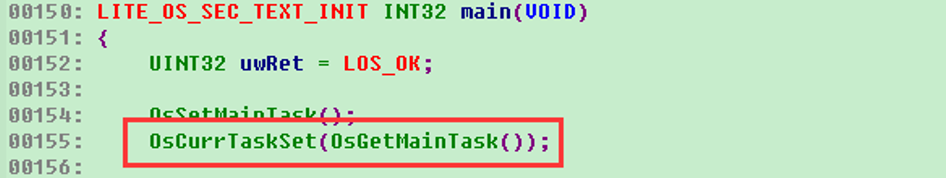 00150: LITE_OS_SEC_TEXT_INIT INT32 main(VOID)
00151: {
00152:     UINT32 uwRet = LOS_OK;
00153:
00154:     OsSetMainTask();
00155:     OsCurrTaskSet(OsGetMainTask());
00156: